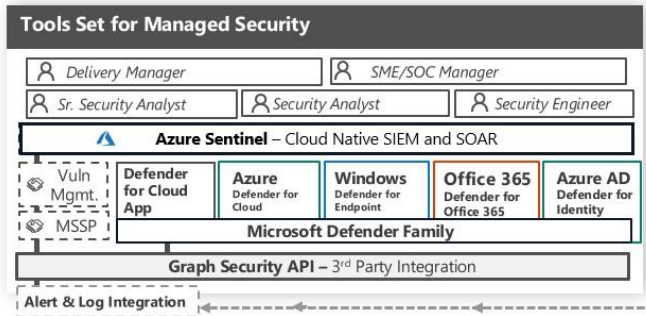 Tools Set for Managed Security
Delivery Manager
SME/SOC Manager
Sr. Security Analyst
Security Analyst
Security Engineer
Azure Sentinel – Cloud Native SIEM and SOAR
Vuln
Mgmt.
MSSP
Defender
for Cloud
App
Azure
Defender for
Cloud
Windows
Defender for
Endpoint
Office 365
Defender for
Office 365
Azure AD
Defender for
Identity
Microsoft Defender Family
Graph Security API – 3rd Party Integration
Alert & Log Integration